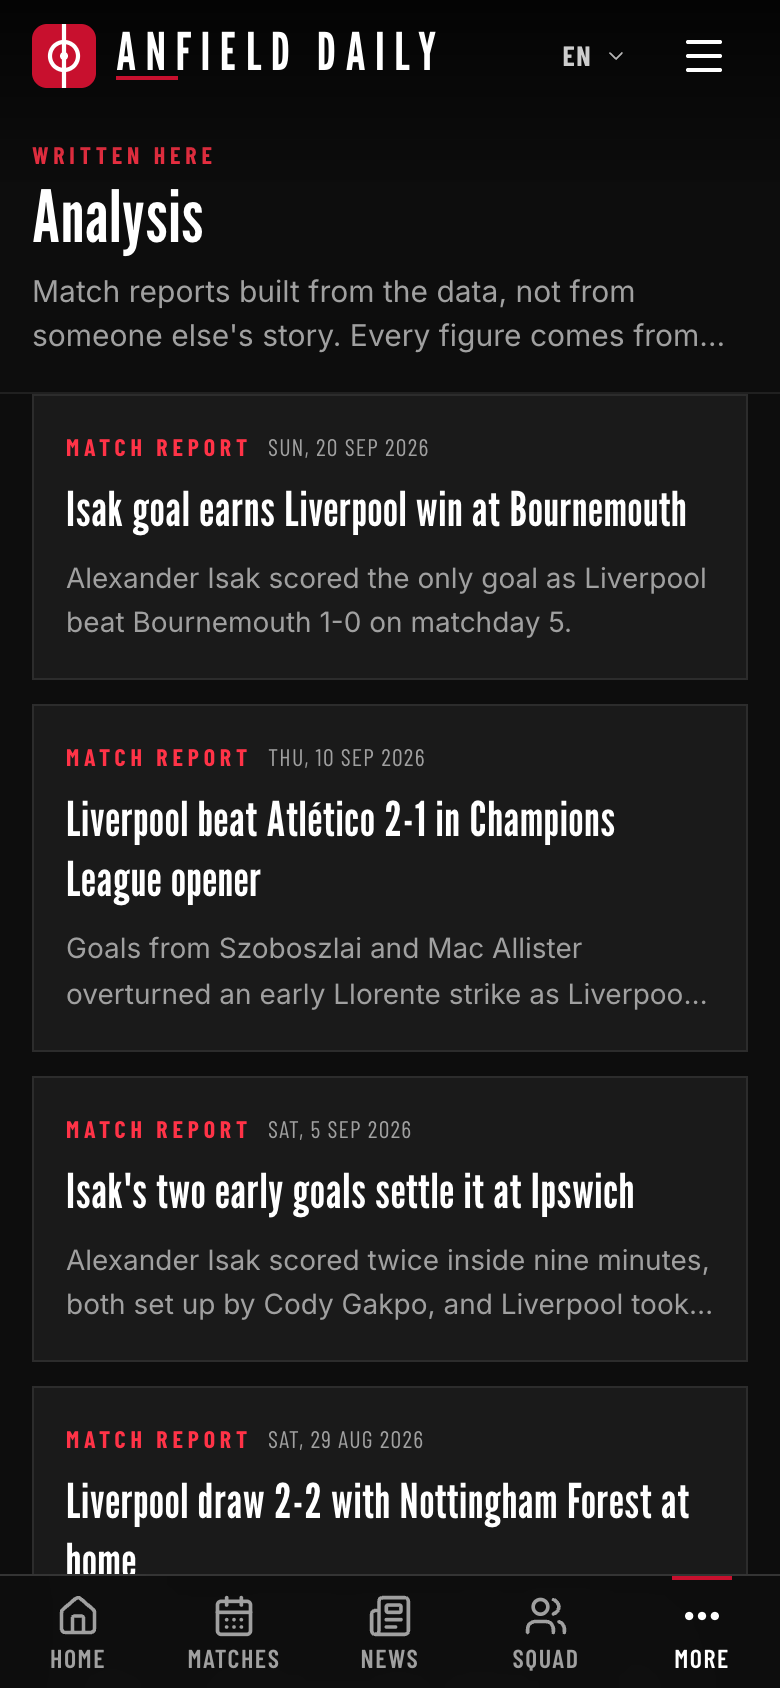 ANFIELD DAILY
EN
WRITTEN HERE
Analysis
Match reports built from the data, not from
someone else's story. Every figure comes from...
MATCH REPORT SUN, 20 SEP 2026
Isak goal earns Liverpool win at Bournemouth
Alexander Isak scored the only goal as Liverpool
beat Bournemouth 1-0 on matchday 5.
MATCH REPORT THU, 10 SEP 2026
Liverpool beat Atlético 2-1 in Champions
League opener
Goals from Szoboszlai and Mac Allister
overturned an early Llorente strike as Liverpoo...
MATCH REPORT SAT, 5 SEP 2026
Isak's two early goals settle it at Ipswich
Alexander Isak scored twice inside nine minutes,
both set up by Cody Gakpo, and Liverpool took...
MATCH REPORT SAT, 29 AUG 2026
Liverpool draw 2-2 with Nottingham Forest at
home
HOME MATCHES NEWS SQUAD MORE